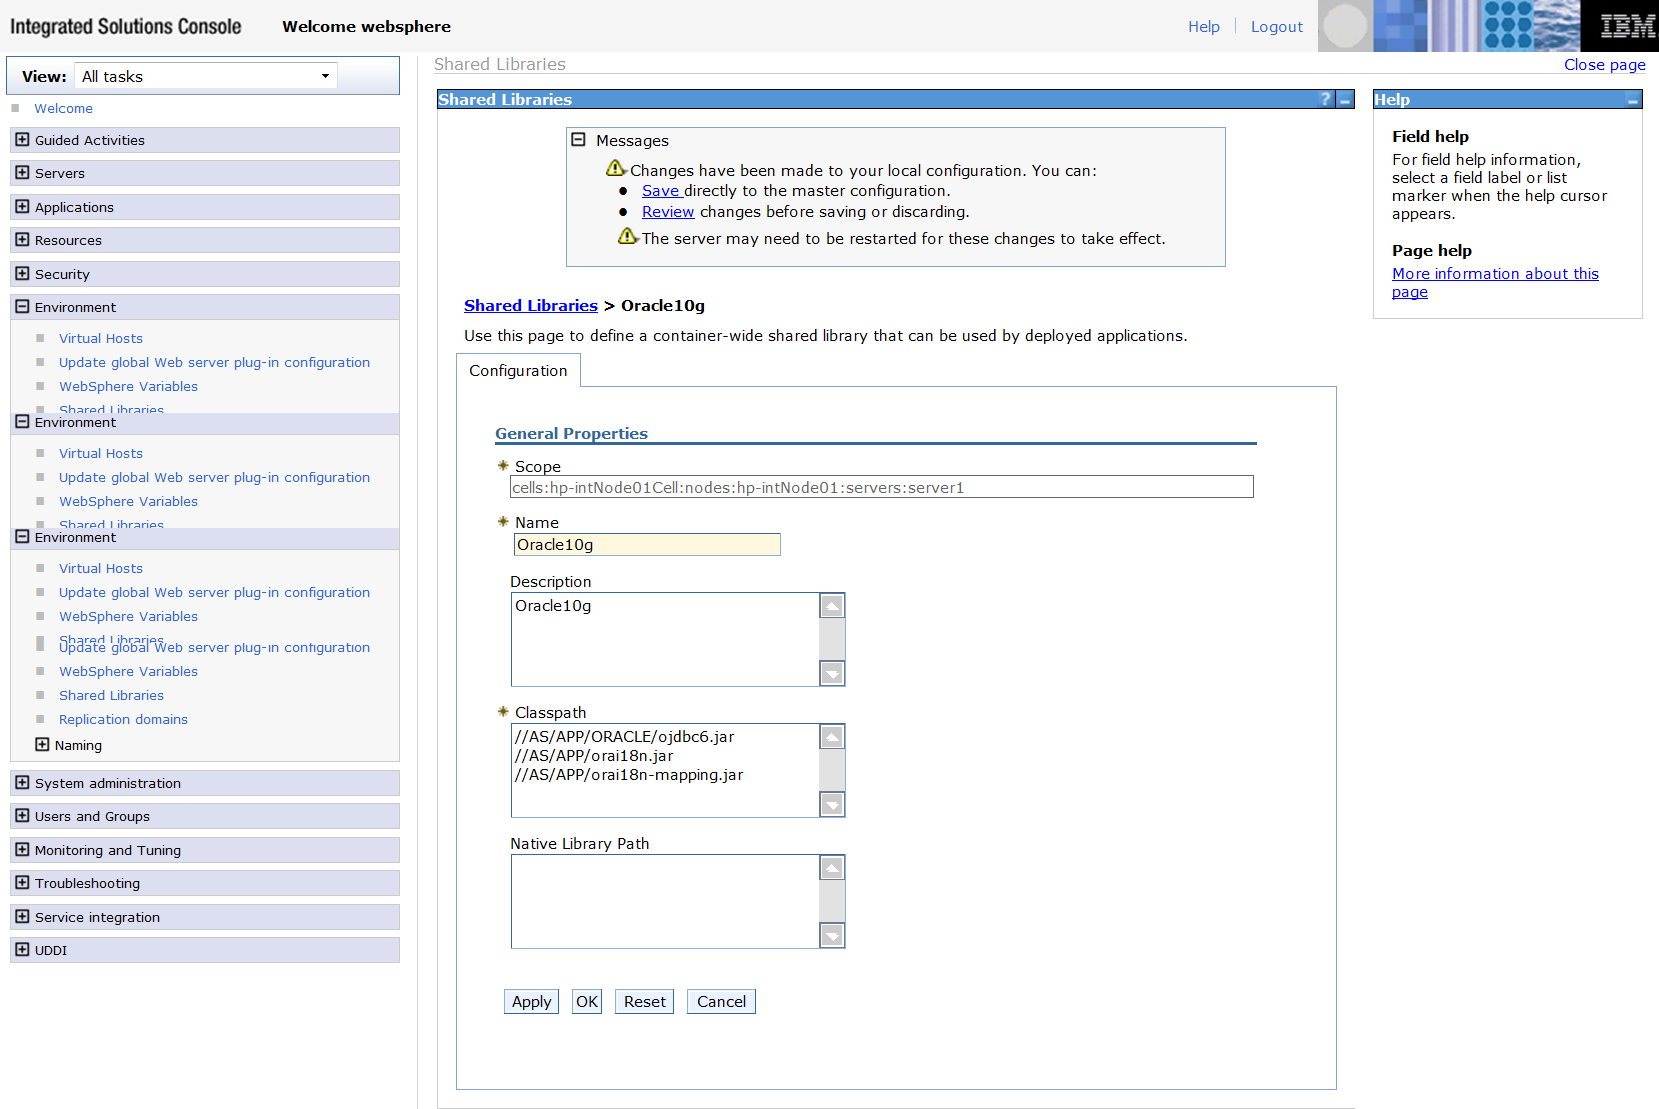 Integrated Solutions Console
Welcome websphere
Help
Logout
IBM
View:
All tasks
Welcome
Guided Activities
Servers
Applications
Resources
Security
Environment
Virtual Hosts
Update global Web server plug-in configuration
WebSphere Variables
Shared Libraries
Environment
Virtual Hosts
Update global Web server plug-in configuration
WebSphere Variables
Shared Libraries
Environment
Virtual Hosts
Update global Web server plug-in configuration
WebSphere Variables
Shared Libraries
Update global Web server plug-in configuration
WebSphere Variables
Shared Libraries
Replication domains
Naming
System administration
Users and Groups
Monitoring and Tuning
Troubleshooting
Service integration
UDDI
Shared Libraries
Close page
Shared Libraries
?
Messages
Changes have been made to your local configuration. You can:
Save directly to the master configuration.
Review changes before saving or discarding.
The server may need to be restarted for these changes to take effect.
Shared Libraries > Oracle10g
Use this page to define a container-wide shared library that can be used by deployed applications.
Configuration
General Properties
Scope
cells:hp-intNode01Cell:nodes:hp-intNode01:servers:server1
Name
Oracle10g
Description
Oracle10g
Classpath
//AS/APP/ORACLE/ojdbc6.jar
//AS/APP/orai18n.jar
//AS/APP/orai18n-mapping.jar
Native Library Path
Apply
OK
Reset
Cancel
Help
Field help
For field help information,
select a field label or list
marker when the help cursor
appears.
Page help
More information about this
page